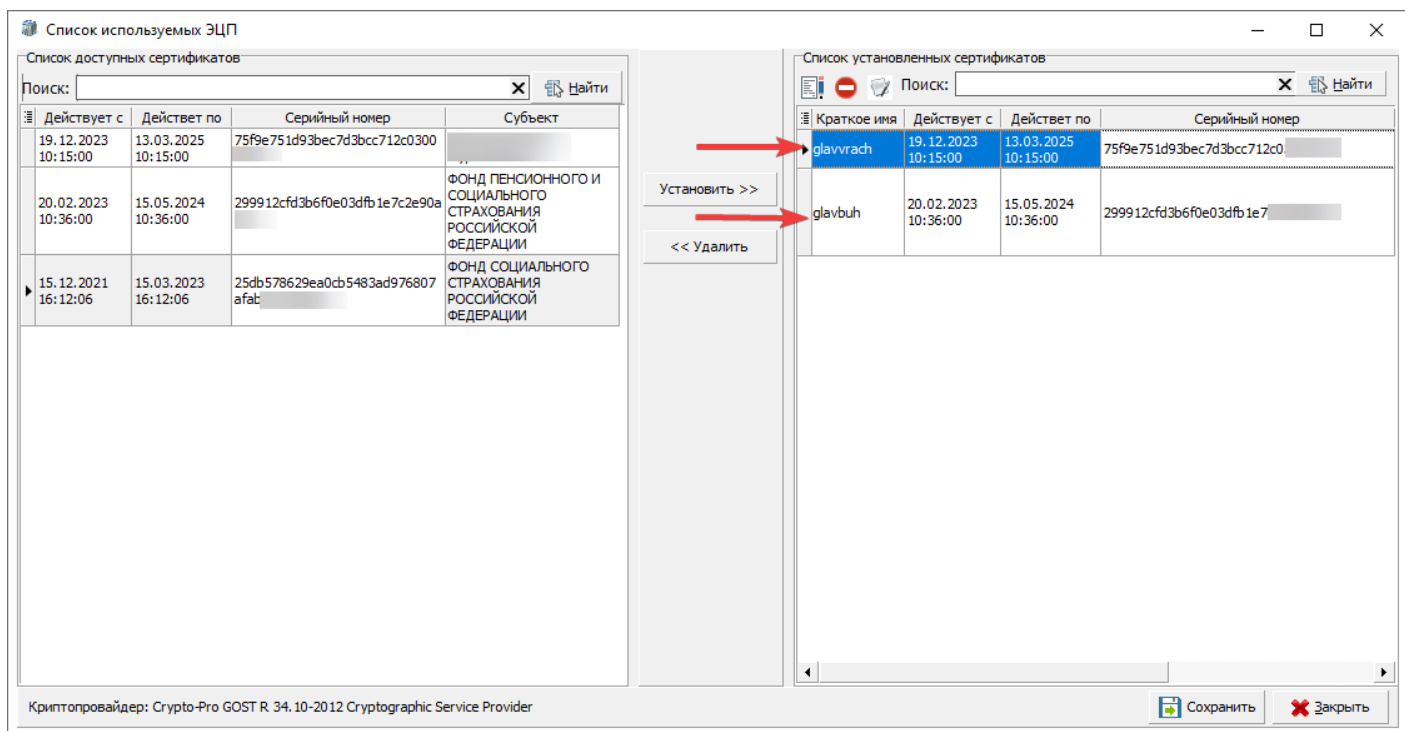 Список используемых ЭЦП
Список доступных сертификатов
Поиск:
Найти
Действует с Действет по Серийный номер Субъект
19.12.2023 13.03.2025 75f9e751d93bec7d3bcc712c0300
10:15:00 10:15:00
20.02.2023 15.05.2024 299912cfd3b6f0e03dfb1e7c2e90a ФОНД ПЕНСИОННОГО И
10:36:00 10:36:00 СОЦИАЛЬНОГО
СТРАХОВАНИЯ
РОССИЙСКОЙ
ФЕДЕРАЦИИ
15.12.2021 15.03.2023 25db578629ea0cb5483ad976807 ФОНД СОЦИАЛЬНОГО
16:12:06 16:12:06 afab СТРАХОВАНИЯ
РОССИЙСКОЙ
ФЕДЕРАЦИИ
Установить >>
<< Удалить
Список установленных сертификатов
Поиск:
Найти
Краткое имя Действует с Действет по Серийный номер
glavvrach 19.12.2023 13.03.2025 75f9e751d93bec7d3bcc712c0
10:15:00 10:15:00
glavbuh 20.02.2023 15.05.2024 299912cfd3b6f0e03dfb1e7
10:36:00 10:36:00
Криптопровайдер: Crypto-Pro GOST R 34.10-2012 Cryptographic Service Provider
Сохранить
Закрыть